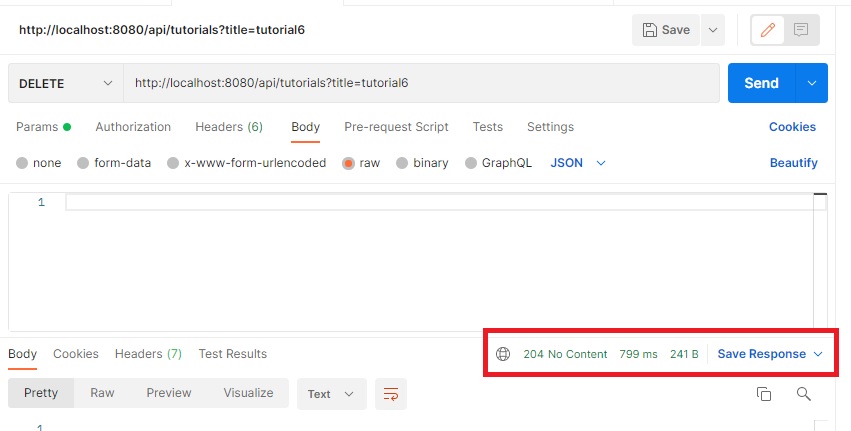 http://localhost:8080/api/tutorials?title=tutorial6 Save
DELETE http://localhost:8080/api/tutorials?title=tutorial6 Send
Params Authorization Headers (6) Body Pre-request Script Tests Settings Cookies
none form-data x-www-form-urlencoded raw binary GraphQL JSON Beautify
1
Body Cookies Headers (7) Test Results 204 No Content 799 ms 241 B Save Response
Pretty Raw Preview Visualize Text
1